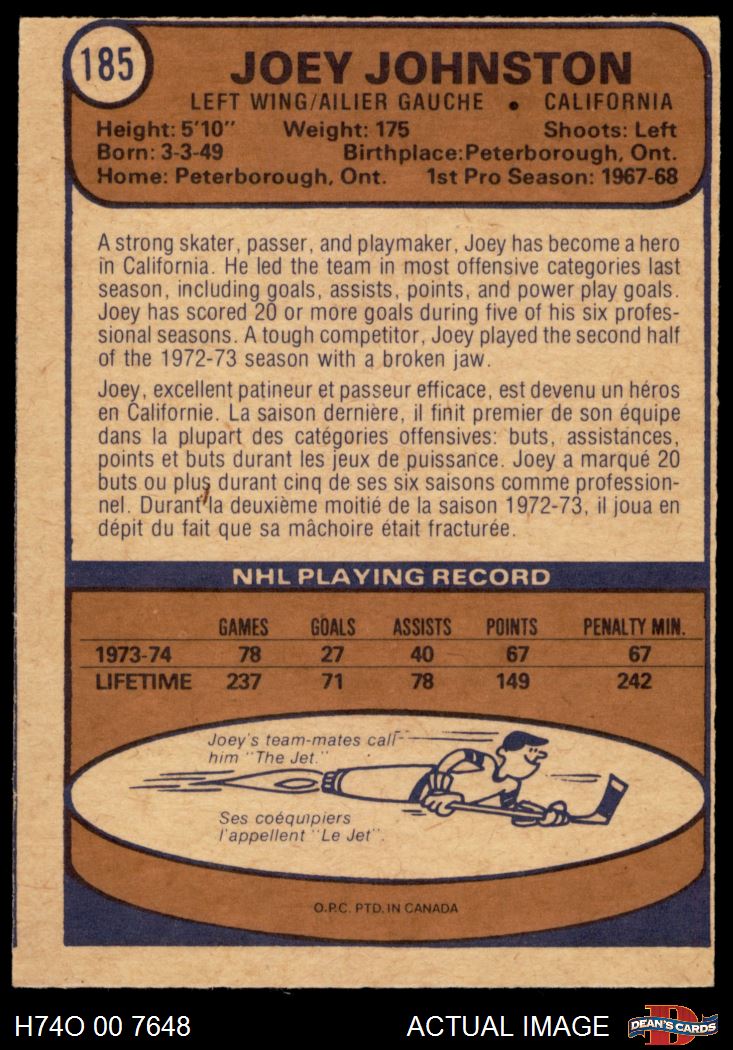 185
JOEY JOHNSTON
LEFT WING/AILIER GAUCHE • CALIFORNIA
Height: 5'10" Weight: 175 Shoots: Left
Born: 3-3-49 Birthplace:Peterborough, Ont.
Home: Peterborough, Ont. 1st Pro Season: 1967-68
A strong skater, passer, and playmaker, Joey has become a hero
in California. He led the team in most offensive categories last
season, including goals, assists, points, and power play goals.
Joey has scored 20 or more goals during five of his six profes-
sional seasons. A tough competitor, Joey played the second half
of the 1972-73 season with a broken jaw.
Joey, excellent patineur et passeur efficace, est devenu un héros
en Californie. La saison dernière, il finit premier de son équipe
dans la plupart des catégories offensives: buts, assistances,
points et buts durant les jeux de puissance. Joey a marqué 20
buts ou plus durant cinq de ses six saisons comme profession-
nel. Durant la deuxième moitié de la saison 1972-73, il joua en
dépit du fait que sa mâchoire était fracturée.
NHL PLAYING RECORD
GAMES GOALS ASSISTS POINTS PENALTY MIN.
1973-74 78 27 40 67 67
LIFETIME 237 71 78 149 242
Joey's team-mates call
him "The Jet."
Ses coéquipiers
l'appellent "Le Jet".
O.P.C. PTD. IN CANADA
H74O 00 7648 ACTUAL IMAGE D DEAN'S CARDS